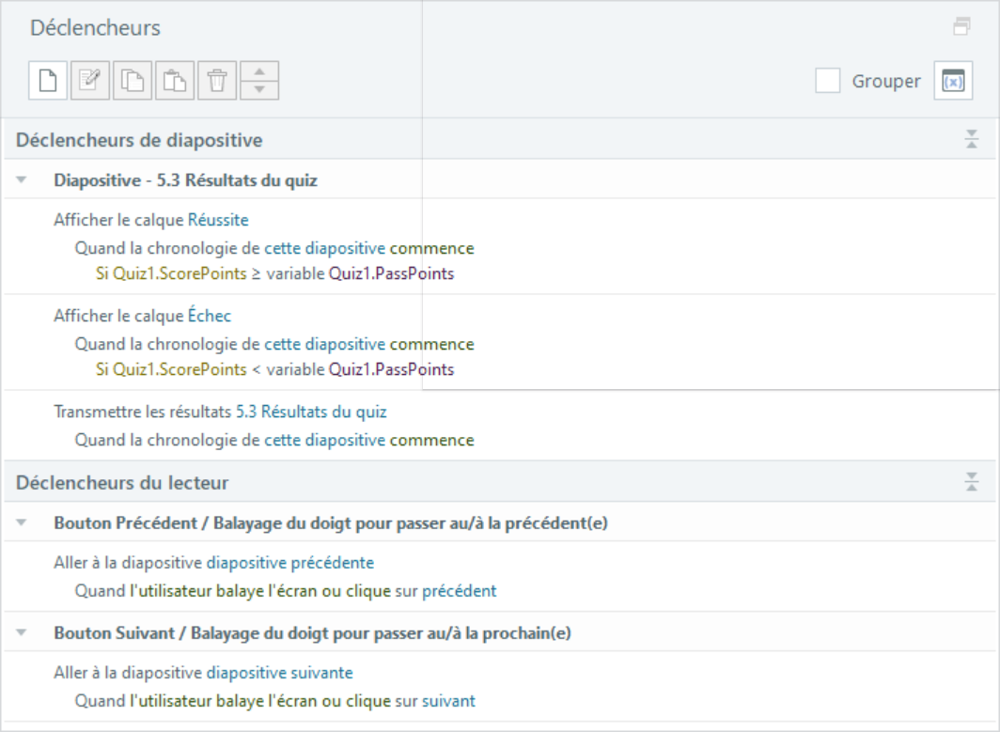 Déclencheurs
Grouper (x)
Déclencheurs de diapositive
Diapositive - 5.3 Résultats du quiz
Afficher le calque Réussite
Quand la chronologie de cette diapositive commence
Si Quiz1.ScorePoints ≥ variable Quiz1.PassPoints
Afficher le calque Échec
Quand la chronologie de cette diapositive commence
Si Quiz1.ScorePoints < variable Quiz1.PassPoints
Transmettre les résultats 5.3 Résultats du quiz
Quand la chronologie de cette diapositive commence
Déclencheurs du lecteur
Bouton Précédent / Balayage du doigt pour passer au/à la précédent(e)
Aller à la diapositive diapositive précédente
Quand l'utilisateur balaye l'écran ou clique sur précédent
Bouton Suivant / Balayage du doigt pour passer au/à la prochain(e)
Aller à la diapositive diapositive suivante
Quand l'utilisateur balaye l'écran ou clique sur suivant